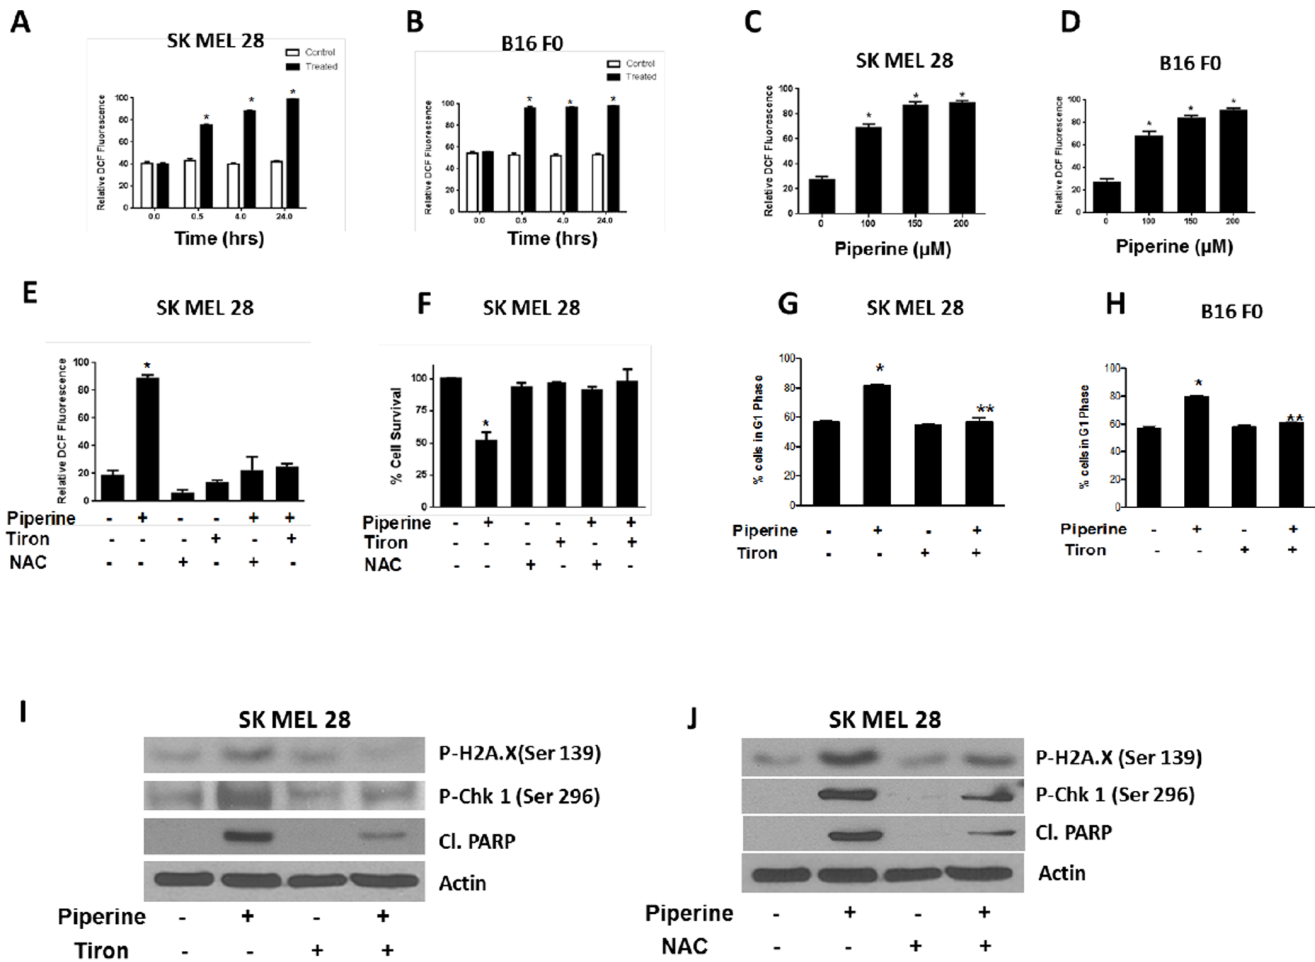 A
SK MEL 28
Control
Treated
Relative DCF Fluorescence
100
80
60
40
20
0
0.0 0.5 4.0 24.0
* * *
Time (hrs)
B
B16 F0
Control
Treated
Relative DCF Fluorescence
100
80
60
40
20
0
0.0 0.5 4.0 24.0
* * *
Time (hrs)
C
SK MEL 28
Relative DCF Fluorescence
100
80
60
40
20
0
* * *
0 100 150 200
Piperine (µM)
D
B16 F0
Relative DCF Fluorescence
100
80
60
40
20
0
* * *
0 100 150 200
Piperine (µM)
E
SK MEL 28
Relative DCF Fluorescence
100
80
60
40
20
0
*
Piperine - + - - + +
Tiron - - - + - +
NAC - - + - + -
F
SK MEL 28
% Cell Survival
100
75
50
25
0
*
Piperine - + - - + +
Tiron - - - + - +
NAC - - + - + -
G
SK MEL 28
% cells in G1 Phase
100
80
60
40
20
0
* **
Piperine - + - +
Tiron - - + +
H
B16 F0
% cells in G1 Phase
100
80
60
40
20
0
* **
Piperine - + - +
Tiron - - + +
I
SK MEL 28
P-H2A.X(Ser 139)
P-Chk 1 (Ser 296)
Cl. PARP
Actin
Piperine - + - +
Tiron - - + +
J
SK MEL 28
P-H2A.X (Ser 139)
P-Chk 1 (Ser 296)
Cl. PARP
Actin
Piperine - + - +
NAC - - + +